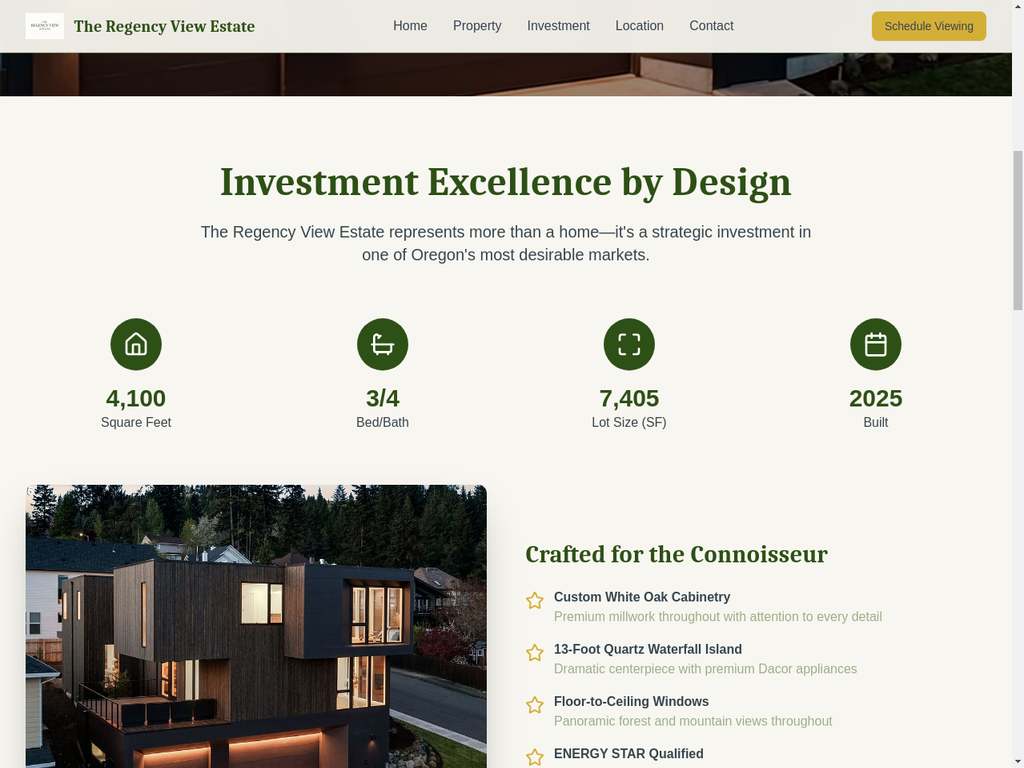 THE
REGENCY VIEW
ESTATE
The Regency View Estate
Home
Property
Investment
Location
Contact
Schedule Viewing
Investment Excellence by Design
The Regency View Estate represents more than a home—it's a strategic investment in
one of Oregon's most desirable markets.
4,100
Square Feet
3/4
Bed/Bath
7,405
Lot Size (SF)
2025
Built
Crafted for the Connoisseur
Custom White Oak Cabinetry
Premium millwork throughout with attention to every detail
13-Foot Quartz Waterfall Island
Dramatic centerpiece with premium Dacor appliances
Floor-to-Ceiling Windows
Panoramic forest and mountain views throughout
ENERGY STAR Qualified